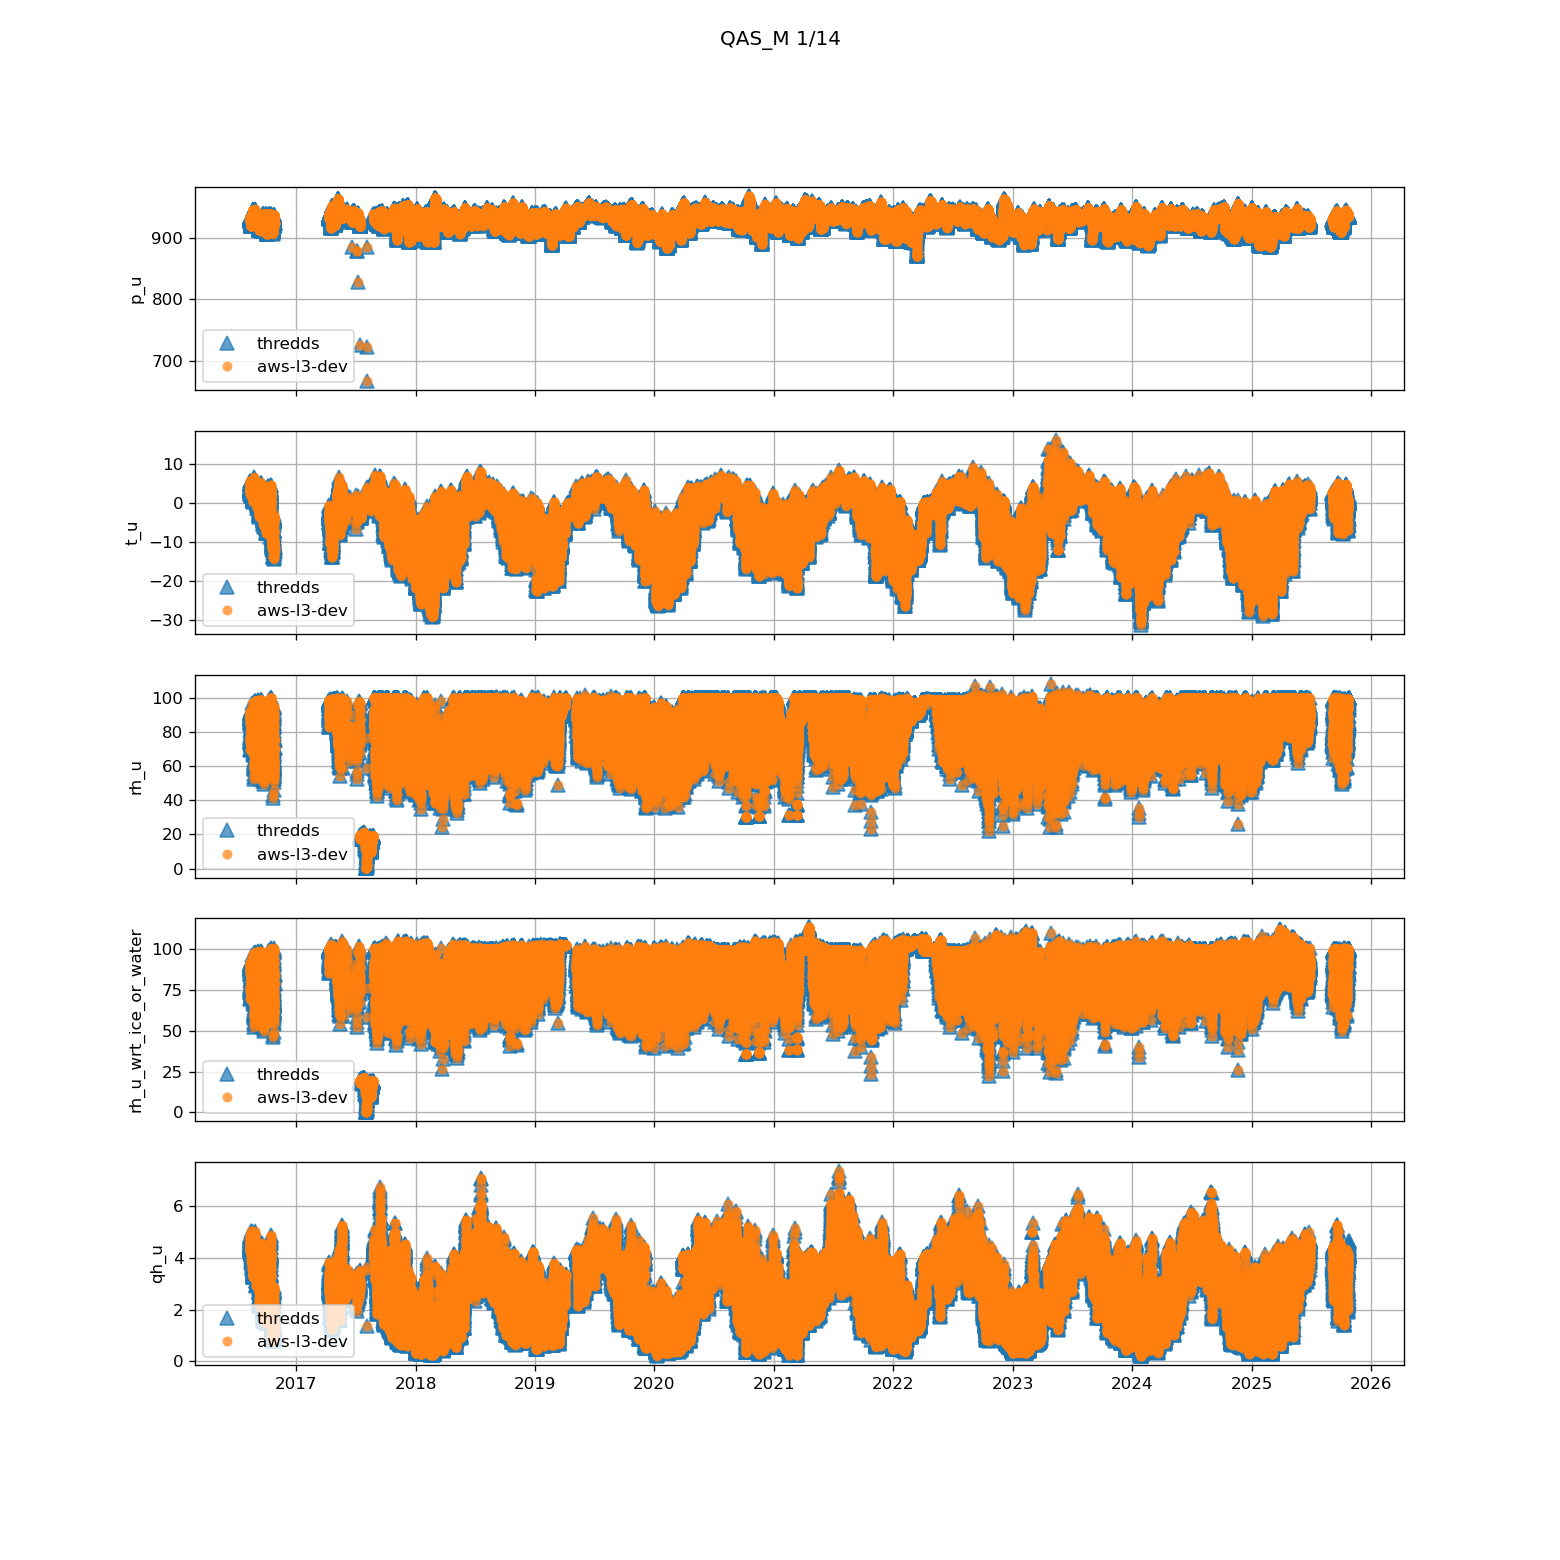 QAS_M 1/14
900
800
700
p_u
thredds
aws-l3-dev
10
0
−10
−20
−30
t_u
thredds
aws-l3-dev
100
80
60
40
20
0
rh_u
thredds
aws-l3-dev
100
75
50
25
0
rh_u_wrt_ice_or_water
thredds
aws-l3-dev
6
4
2
0
qh_u
thredds
aws-l3-dev
2017 2018 2019 2020 2021 2022 2023 2024 2025 2026